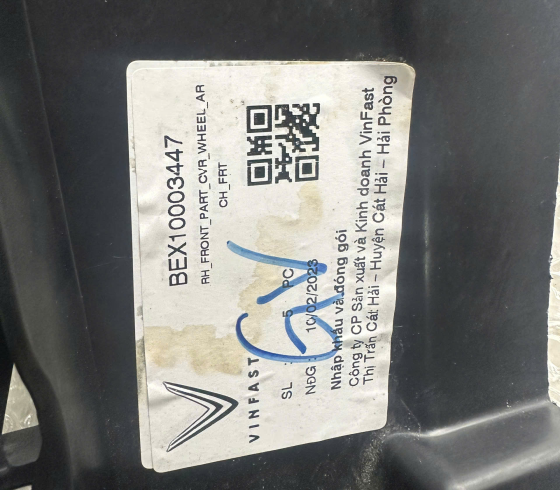 BEX10003447
RH_FRONT_PART_CVR_WHEEL_AR
CH_FRT
VINFAST
SL : 5 PC
NĐG : 10/02/2023
Nhập khẩu và đóng gói
Công ty CP Sản xuất và Kinh doanh VinFast
Thị Trấn Cát Hải – Huyện Cát Hải – Hải Phòng